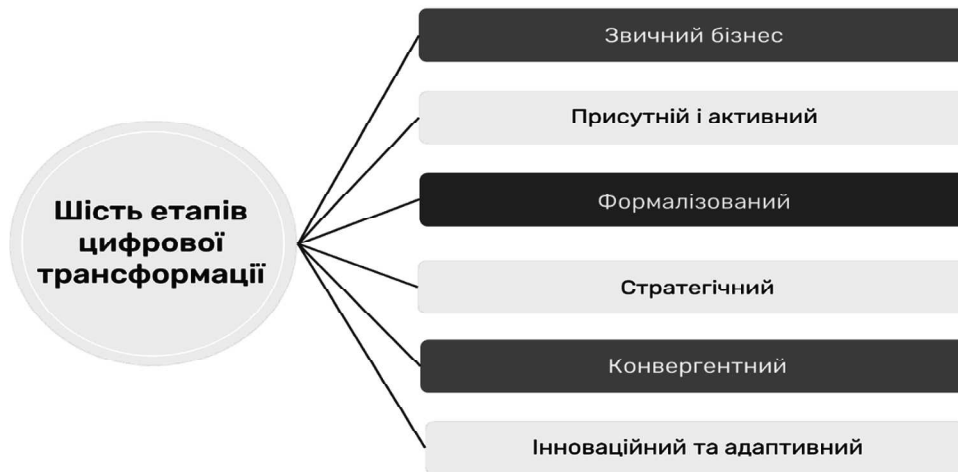 Шість етапів
цифрової
трансформації
Звичний бізнес
Присутній і активний
Формалізований
Стратегічний
Конвергентний
Інноваційний та адаптивний